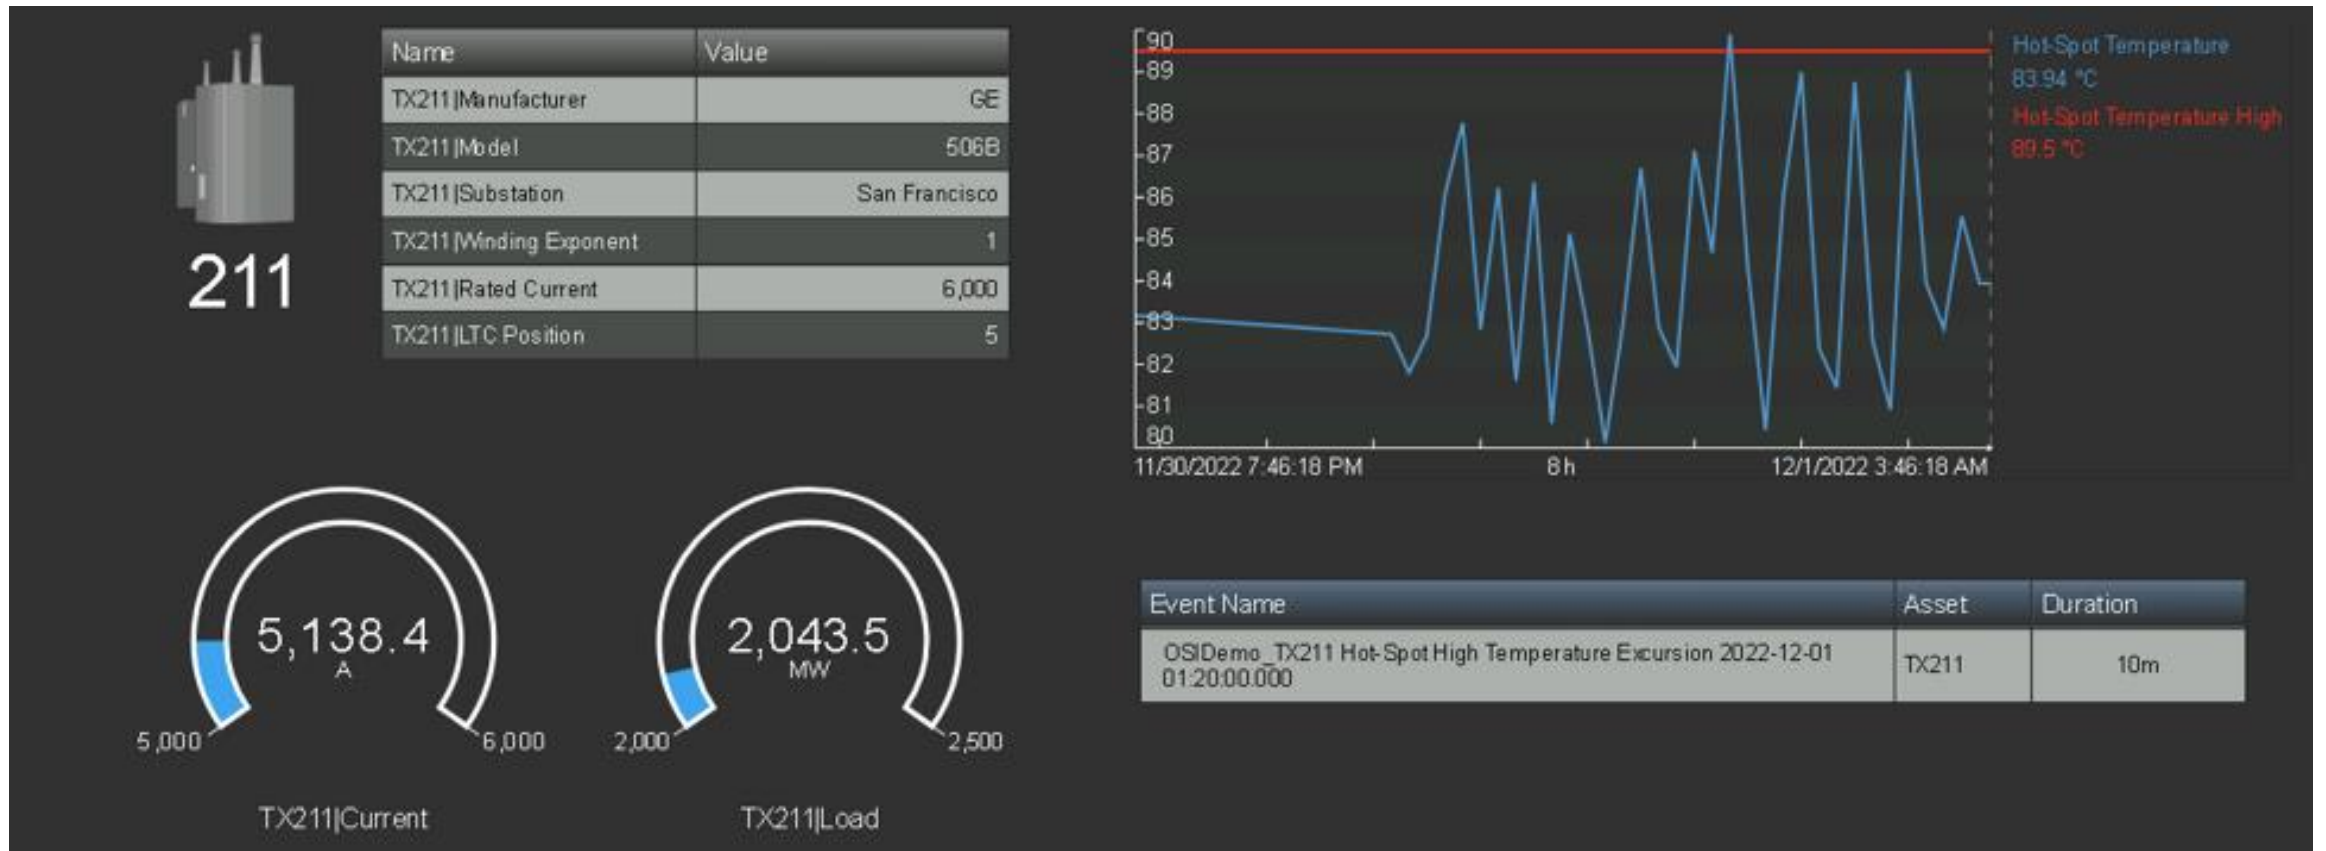 211
Name Value
TX211|Manufacturer GE
TX211|Model 506B
TX211|Substation San Francisco
TX211|Winding Exponent 1
TX211|Rated Current 6,000
TX211|LTC Position 5
90
89
88
87
86
85
84
83
82
81
80
11/30/2022 7:46:18 PM 8h 12/1/2022 3:46:18 AM
Hot-Spot Temperature
83.94 °C
Hot-Spot Temperature High
89.5 °C
5,138.4
A
5,000 6,000
TX211|Current
2,043.5
MW
2,000 2,500
TX211|Load
Event Name Asset Duration
OSIDemo_TX211 Hot-Spot High Temperature Excursion 2022-12-01
01:20:00.000 TX211 10m